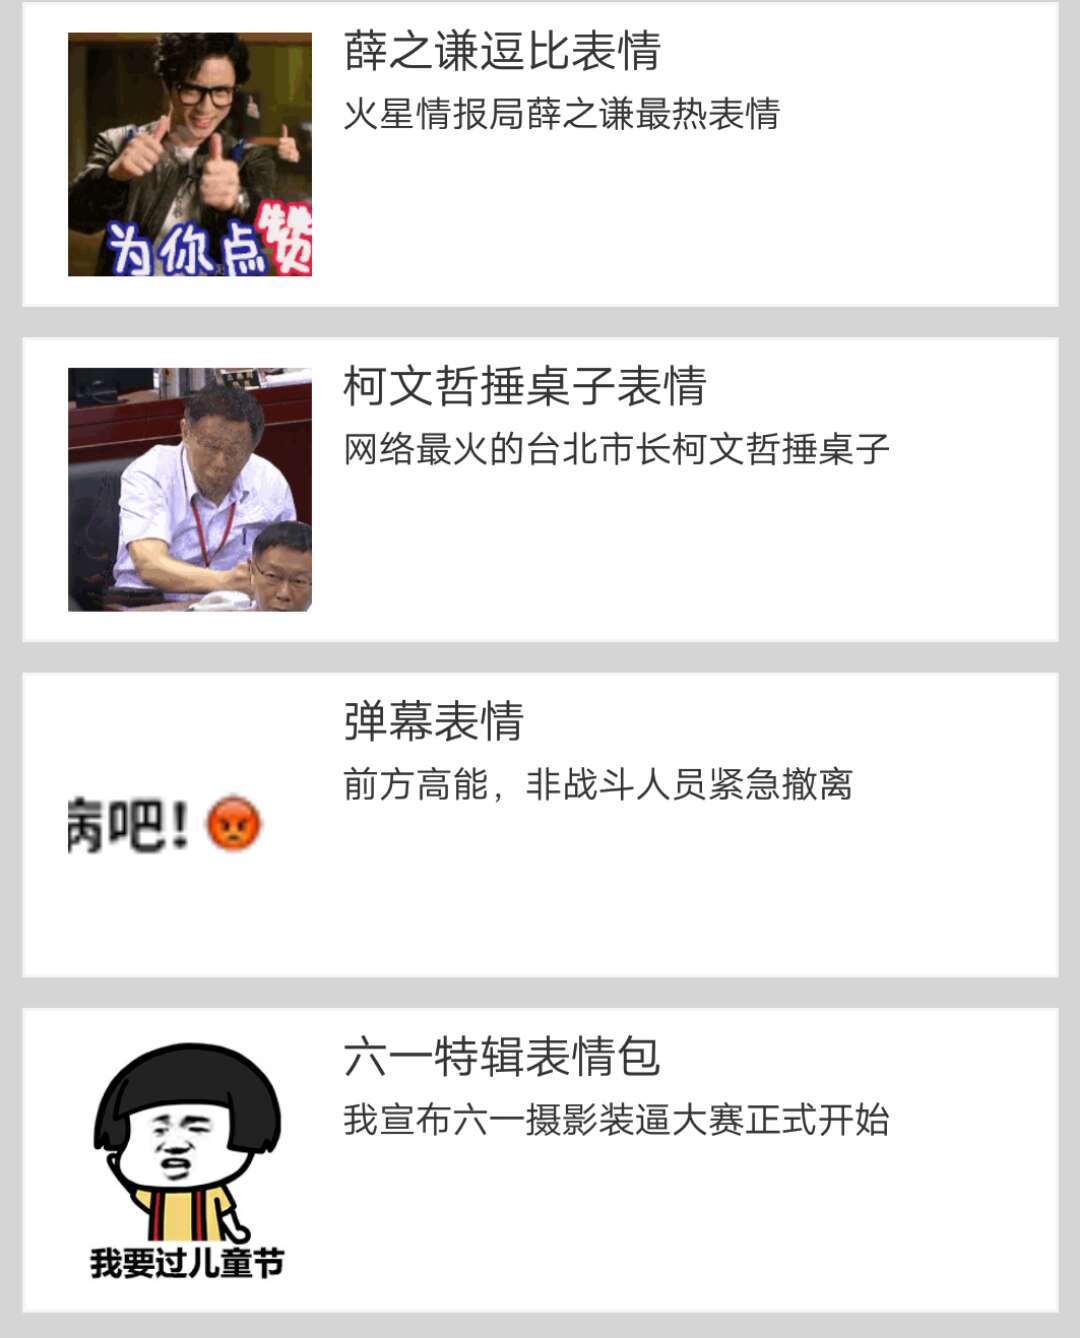 薛之谦逗比表情
火星情报局薛之谦最热表情
为你点赞
柯文哲捶桌子表情
网络最火的台北市长柯文哲捶桌子
弹幕表情
前方高能，非战斗人员紧急撤离
病吧！😡
六一特辑表情包
我宣布六一摄影装逼大赛正式开始
我要过儿童节